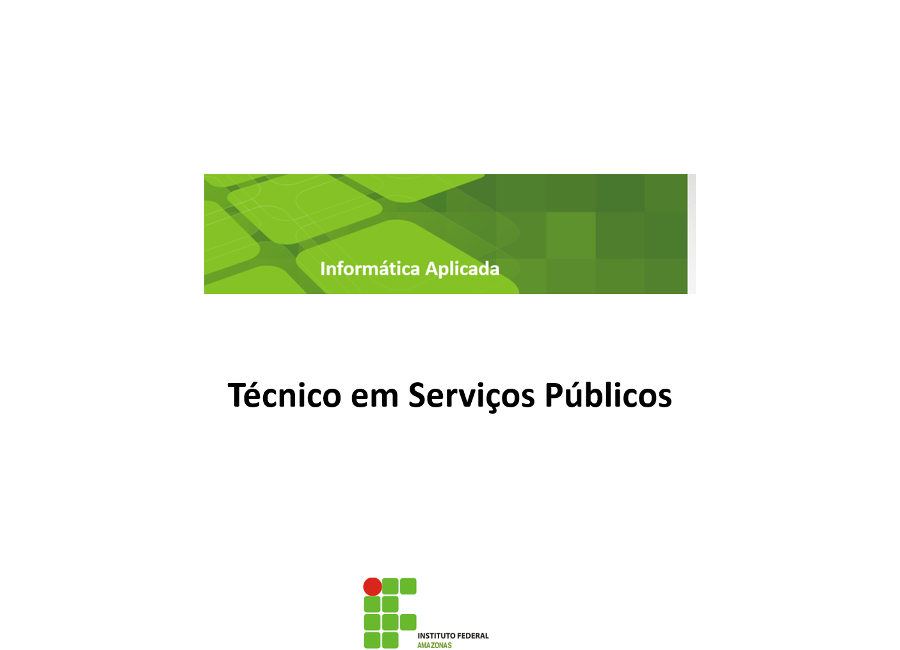 Informática Aplicada
Técnico em Serviços Públicos
INSTITUTO FEDERAL
AMAZONAS